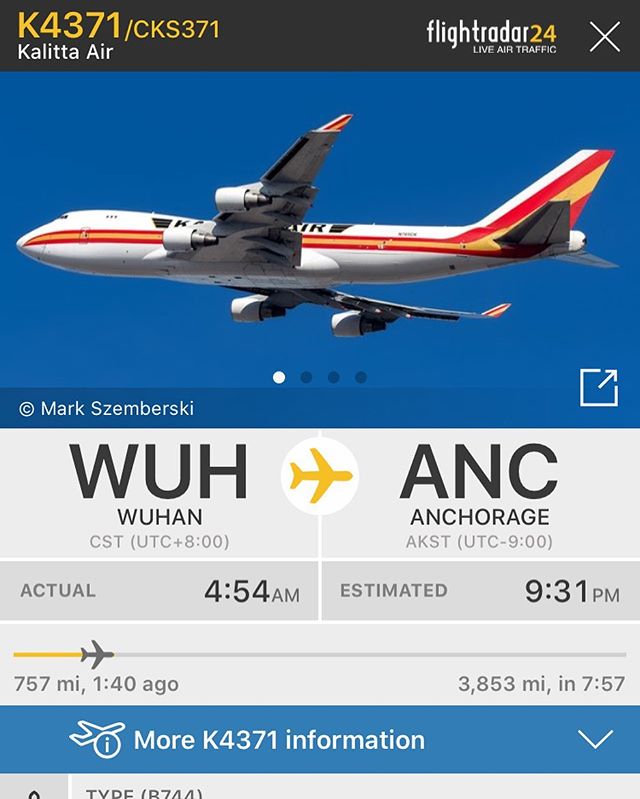 K4371/CKS371
Kalitta Air
flightradar24
LIVE AIR TRAFFIC
© Mark Szemberski
WUH
ANC
WUHAN
ANCHORAGE
CST (UTC+8:00)
AKST (UTC-9:00)
ACTUAL 4:54AM
ESTIMATED 9:31PM
757 mi, 1:40 ago
3,853 mi, in 7:57
More K4371 information
TYPE (B744)